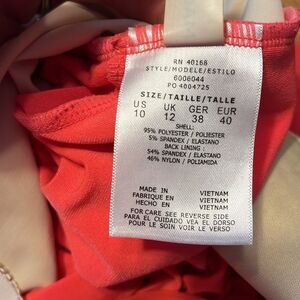 RN 40168
STYLE/MODELE/ESTILO
6006044
PO 4804725
SIZE/TAILLE/TALLE
US UK GER EUR
10 12 38 40
SHELL:
95% POLYESTER / POLIESTER
5% SPANDEX / ELASTANO
BACK LINING :
54% SPANDEX / ELASTANO
46% NYLON / POLIAMIDA
MADE IN VIETNAM
FABRIQUE EN VIETNAM
HECHO EN VIETNAM
FOR CARE SEE REVERSE SIDE
PARA EL CUIDADO VEA EL DORSO
POUR LE SOIN VOIR LE VERSO